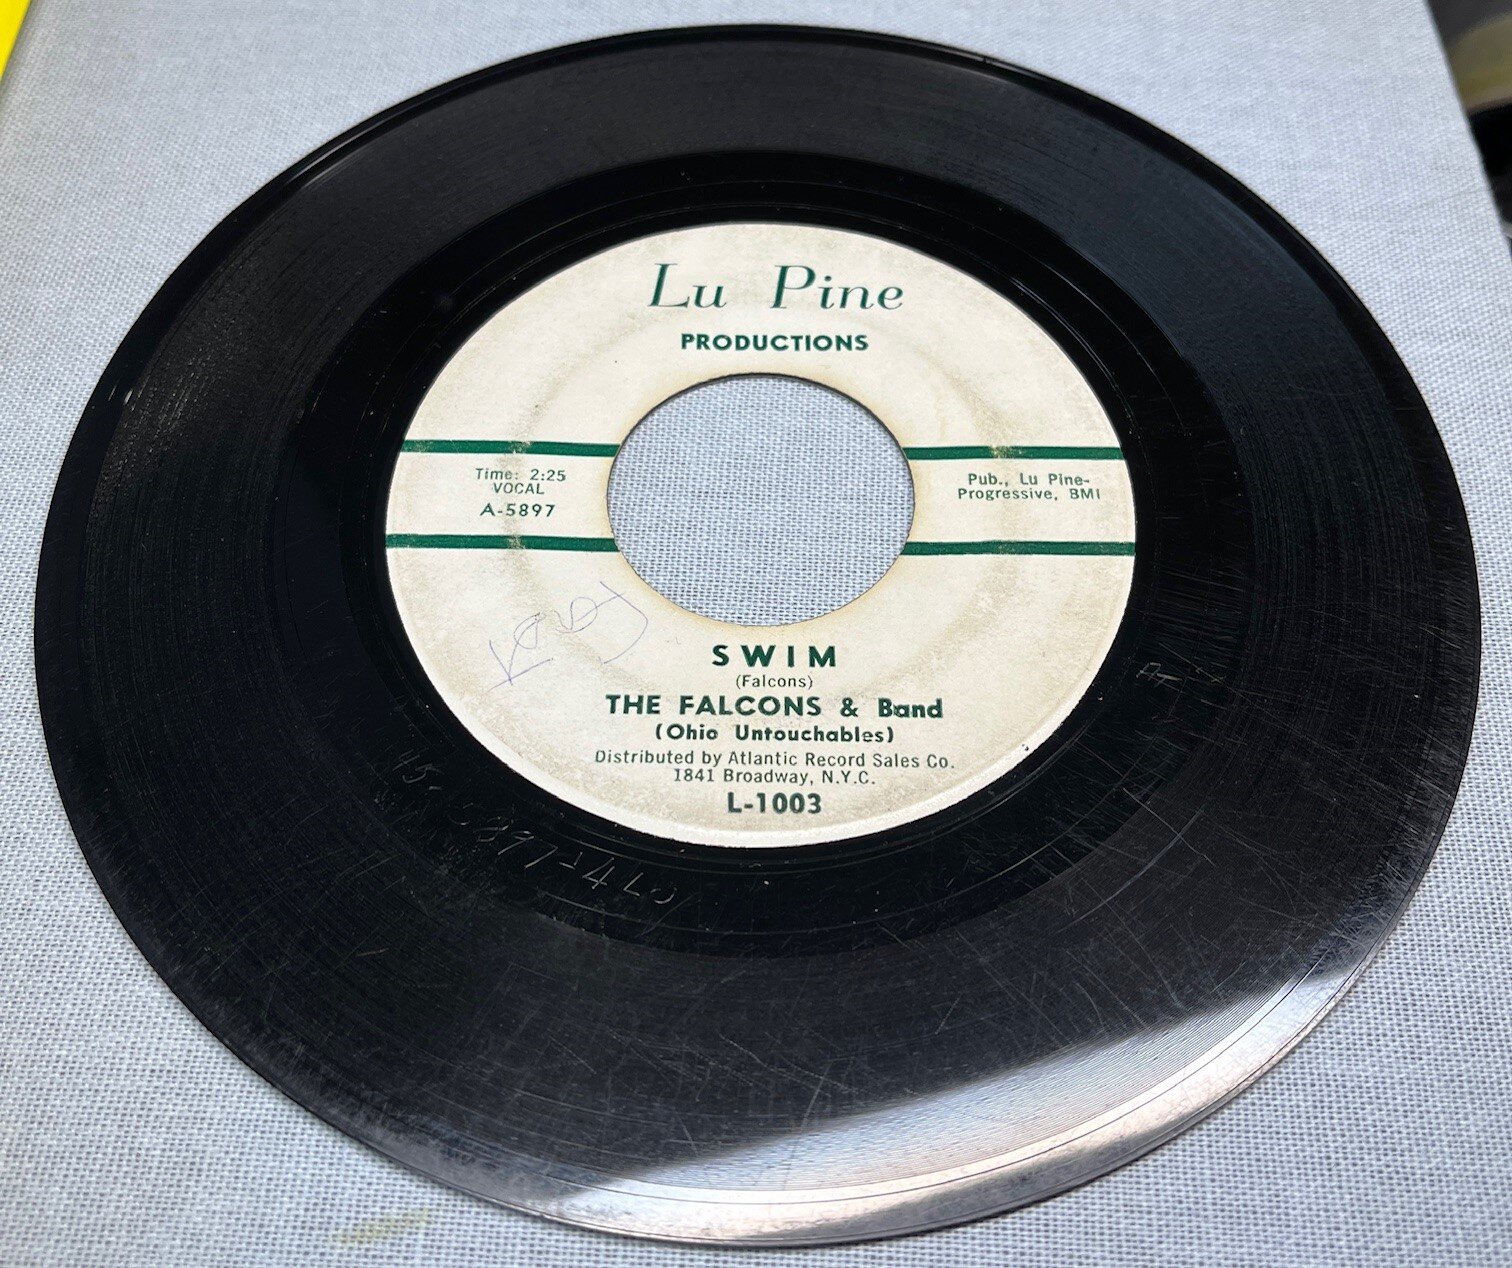 Lu Pine
PRODUCTIONS
Time: 2:25
VOCAL
A-5897
Pub., Lu Pine-
Progressive, BMI
SWIM
(Falcons)
THE FALCONS & Band
(Ohio Untouchables)
Distributed by Atlantic Record Sales Co.
1841 Broadway, N.Y.C.
L-1003
AT